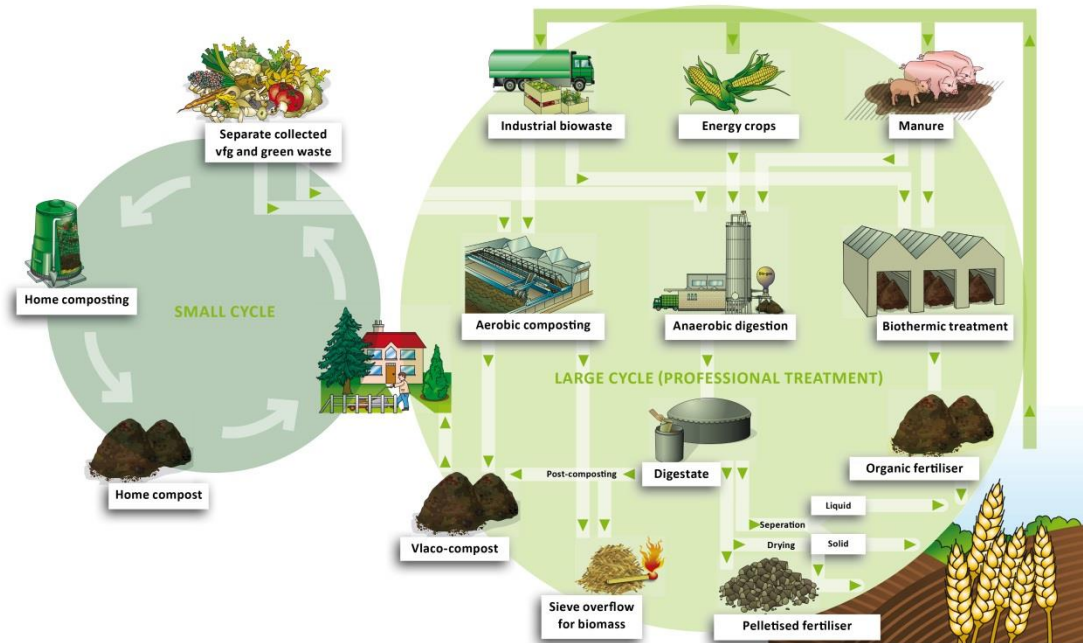 Separate collected
vfg and green waste
Industrial biowaste
Energy crops
Manure
Home composting
SMALL CYCLE
Aerobic composting
Anaerobic digestion
Biothermic treatment
LARGE CYCLE (PROFESSIONAL TREATMENT)
Home compost
Vlaco-compost
Post-composting
Digestate
Organic fertiliser
Liquid
Seperation
Drying
Solid
Sieve overflow
for biomass
Pelletised fertiliser